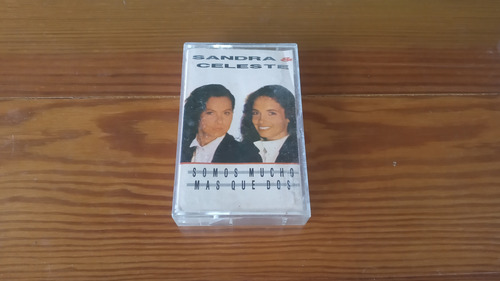 SANDRA &
CELESTE
SOMOS MUCHO
MAS QUE DOS